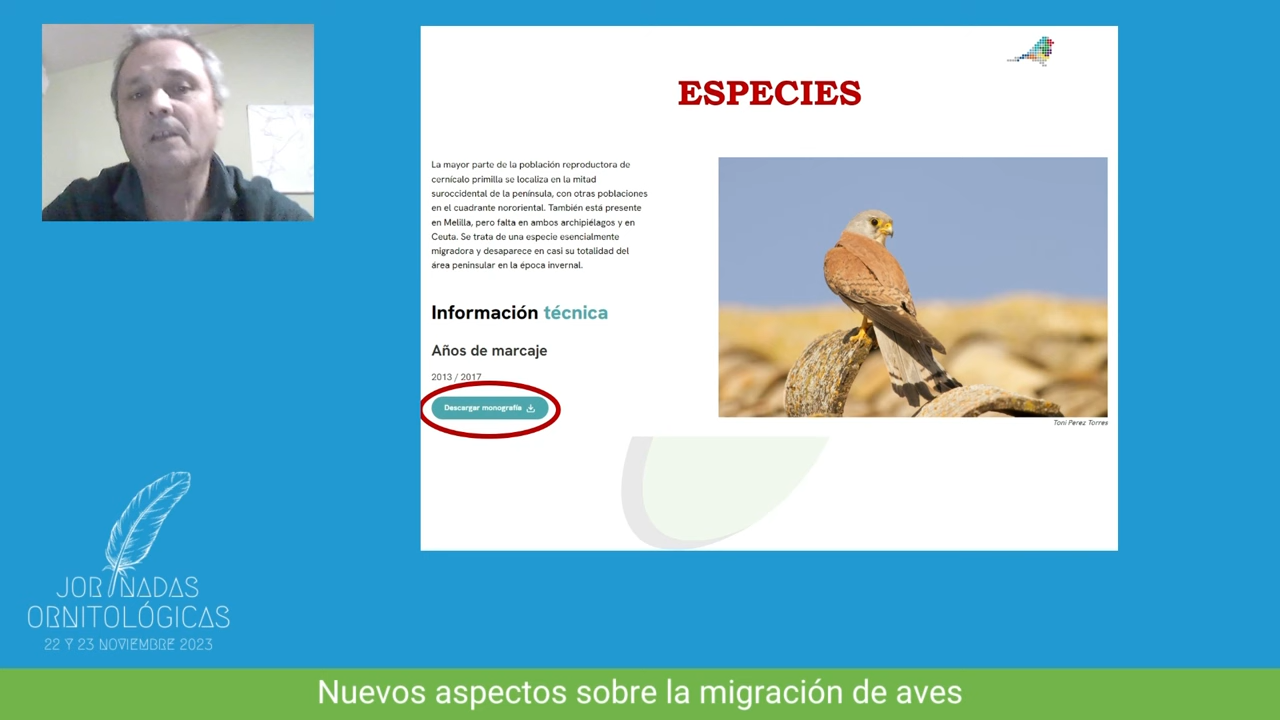 ESPECIES
La mayor parte de la población reproductora de
cernícalo primilla se localiza en la mitad
suroccidental de la península, con otras poblaciones
en el cuadrante nororiental. También está presente
en Melilla, pero falta en ambos archipiélagos y en
Ceuta. Se trata de una especie esencialmente
migradora y desaparece en casi su totalidad del
área peninsular en la época invernal.
Información técnica
Años de marcaje
2013 / 2017
Descargar monografía
Toni Perez Torres
JORNADAS
ORNITOLÓGICAS
22 Y 23 NOVIEMBRE 2023
Nuevos aspectos sobre la migración de aves